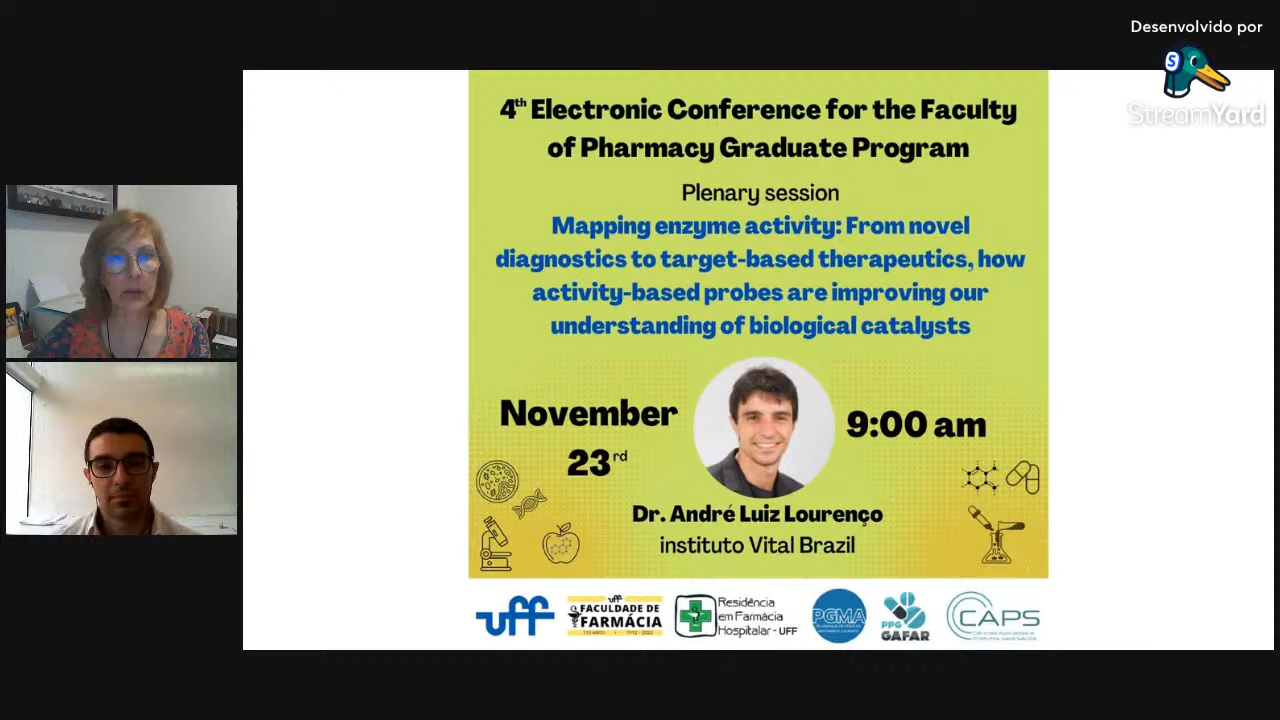 Desenvolvido por
StreamYard
4th Electronic Conference for the Faculty
of Pharmacy Graduate Program
Plenary session
Mapping enzyme activity: From novel
diagnostics to target-based therapeutics, how
activity-based probes are improving our
understanding of biological catalysts
November
23rd
9:00 am
Dr. André Luiz Lourenço
instituto Vital Brazil
uff
uff
FACULDADE DE
FARMÁCIA
Residência
em Farmácia
Hospitalar - UFF
PGMA
PPG
GAFAR
CAPS